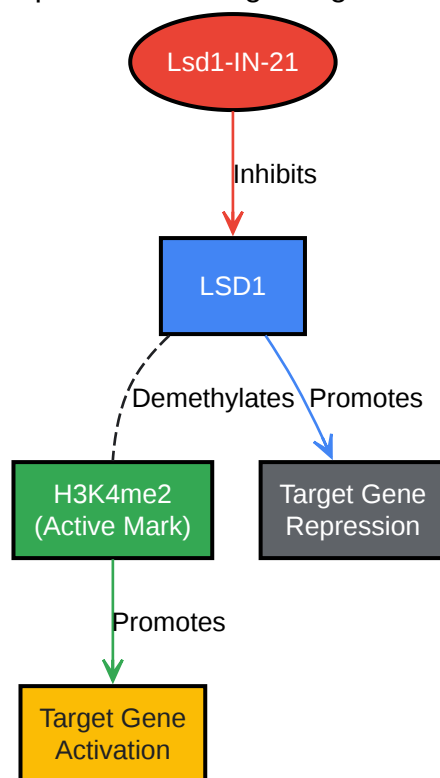 Lsd1-IN-21
Inhibits
LSD1
Demethylates
Promotes
H3K4me2
(Active Mark)
Target Gene
Repression
Promotes
Target Gene
Activation